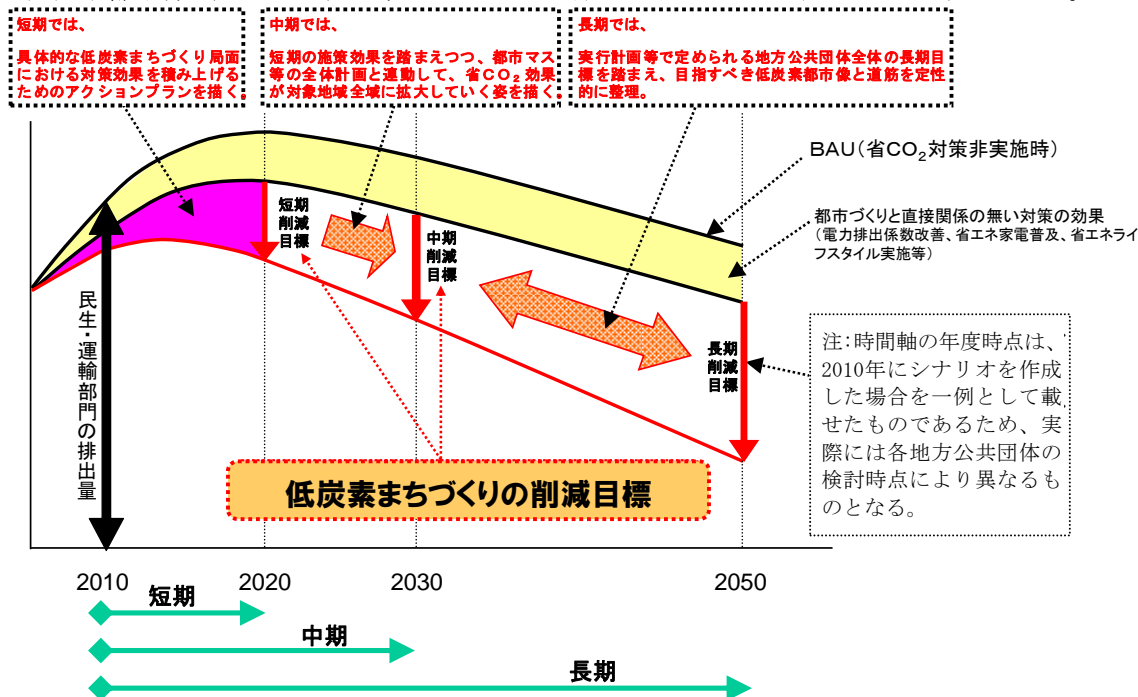 短期では、
具体的な低炭素まちづくり局面
における対策効果を積み上げる
ためのアクションプランを描く。
中期では、
短期の施策効果を踏まえつつ、都市マス
等の全体計画と連動して、省CO₂効果
が対象地域全域に拡大していく姿を描く。
長期では、
実行計画等で定められる地方公共団体全体の長期目
標を踏まえ、目指すべき低炭素都市像と道筋を定性
的に整理。
BAU(省CO₂対策非実施時)
都市づくりと直接関係の無い対策の効果
(電力排出係数改善、省エネ家電普及、省エネライ
フスタイル実施等)
短期
削減
目標
中期
削減
目標
長期
削減
目標
民生・運輸部門の排出量
注:時間軸の年度時点は、
2010年にシナリオを作成
した場合を一例として載
せたものであるため、実
際には各地方公共団体の
検討時点により異なるも
のとなる。
低炭素まちづくりの削減目標
2010
2020
2030
2050
短期
中期
長期